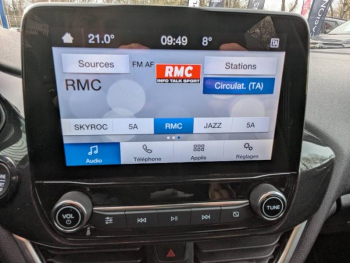 21.0° 09:49 8° TA
Sources FM AF RMC Stations
INFO TALK SPORT
RMC Circulat. (TA)
SKYROC 5A RMC JAZZ 5A
Audio Téléphone Applis Réglages
VOL TUNE